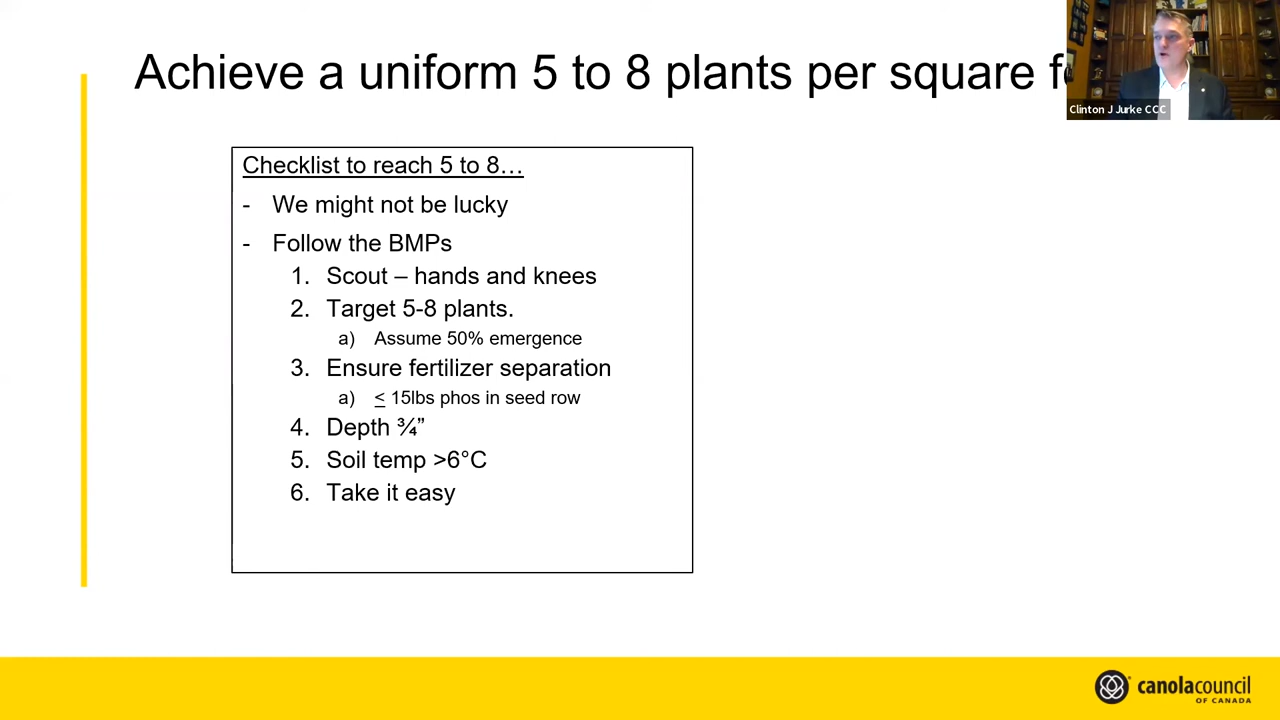 Achieve a uniform 5 to 8 plants per square
Clinton J Jurke CCC
Checklist to reach 5 to 8…
- We might not be lucky
- Follow the BMPs
1. Scout – hands and knees
2. Target 5-8 plants.
a) Assume 50% emergence
3. Ensure fertilizer separation
a) < 15lbs phos in seed row
4. Depth ¾”
5. Soil temp >6°C
6. Take it easy
canolacouncil
OF CANADA